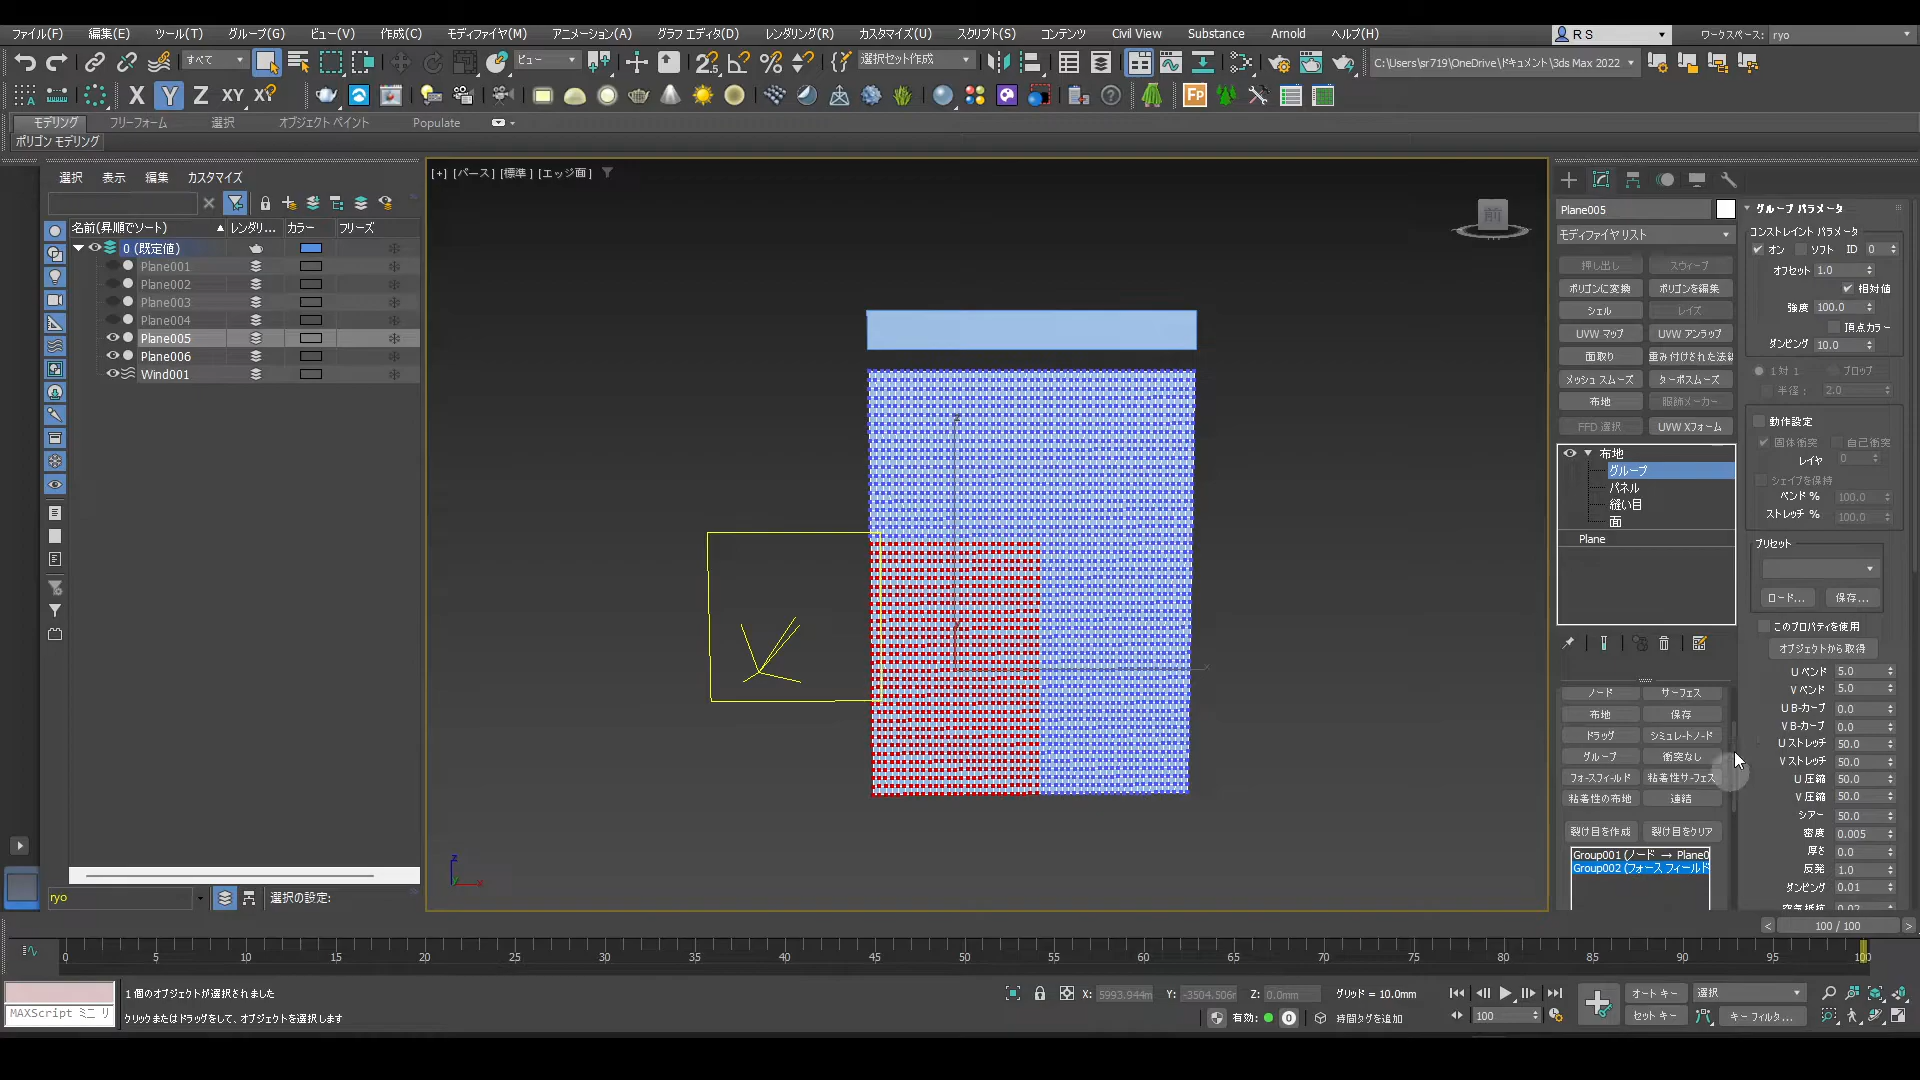 ファイル(F) 編集(E) ツール(T) グループ(G) ビュー(V) 作成(C) モディファイヤ(M) アニメーション(A) グラフ エディタ(D) レンダリング(R) カスタマイズ(U) スクリプト(S) コンテンツ Civil View Substance Arnold ヘルプ(H) R S ワークスペース: ryo
すべて ビュー 選択セット作成 C:\Users\sr719\OneDrive\ドキュメント\3ds Max 2022
X Y Z XY XY Fp
モデリング フリーフォーム 選択 オブジェクト ペイント Populate
ポリゴン モデリング
選択 表示 編集 カスタマイズ
名前(昇順でソート) レンダリ... カラー フリーズ
0 (既定値)
Plane001
Plane002
Plane003
Plane004
Plane005
Plane006
Wind001
ryo 選択の設定:
[+] [パース] [標準] [エッジ面]
前
Plane005
モディファイヤ リスト
押し出し スウィープ
ポリゴンに変換 ポリゴンを編集
シェル レイズ
UVW マップ UVW アンラップ
面取り 重み付けされた法線
メッシュ スムーズ ターボスムーズ
布地 服飾メーカー
FFD 選択 UVW Xフォーム
布地
グループ
パネル
縫い目
面
Plane
ノード サーフェス
布地 保存
ドラッグ シミュレートノード
グループ 衝突なし
フォースフィールド 粘着性サーフェス
粘着性の布地 連結
裂け目を作成 裂け目をクリア
Group001 (ノード → Plane0
Group002 (フォース フィールド
グループ パラメータ
コンストレイント パラメータ
オン ソフト ID 0
オフセット 1.0
相対値
強度 100.0
頂点カラー
ダンピング 10.0
1 対 1 ドロップ
半径: 2.0
動作設定
固体衝突 自己衝突
レイヤ 0
シェイプを保持
ベンド % 100.0
ストレッチ % 100.0
プリセット
ロード... 保存...
このプロパティを使用
オブジェクトから取得
U ベンド 5.0
V ベンド 5.0
U B-カーブ 0.0
V B-カーブ 0.0
U ストレッチ 50.0
V ストレッチ 50.0
U 圧縮 50.0
V 圧縮 50.0
シアー 50.0
密度 0.005
厚さ 0.0
反発 1.0
ダンピング 0.01
空気抵抗 0.02
< 100 / 100 >
0 5 10 15 20 25 30 35 40 45 50 55 60 65 70 75 80 85 90 95 100
1 個のオブジェクトが選択されました X: 5993.944m Y: -3504.506m Z: 0.0mm グリッド = 10.0mm オート キー 選択
MAXScript ミニ リ クリックまたはドラッグをして、オブジェクトを選択します 有効: 0 時間タグを追加 100 セット キー キー フィルタ...